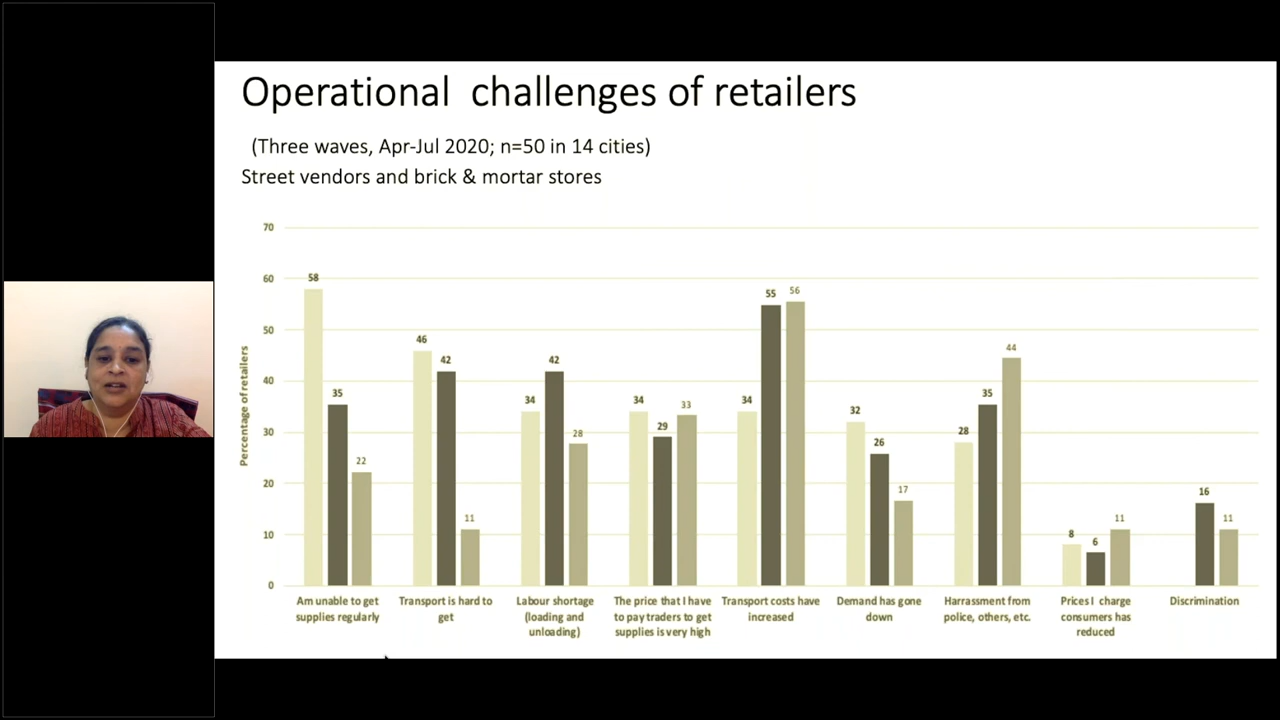 Operational challenges of retailers
(Three waves, Apr-Jul 2020; n=50 in 14 cities)
Street vendors and brick & mortar stores
Percentage of retailers
70
60
50
40
30
20
10
0
58
35
22
46
42
11
34
42
28
34
29
33
34
55
56
32
26
17
28
35
44
8
6
11
16
11
Am unable to get
supplies regularly
Transport is hard to
get
Labour shortage
(loading and
unloading)
The price that I have
to pay traders to get
supplies is very high
Transport costs have
increased
Demand has gone
down
Harrassment from
police, others, etc.
Prices I charge
consumers has
reduced
Discrimination